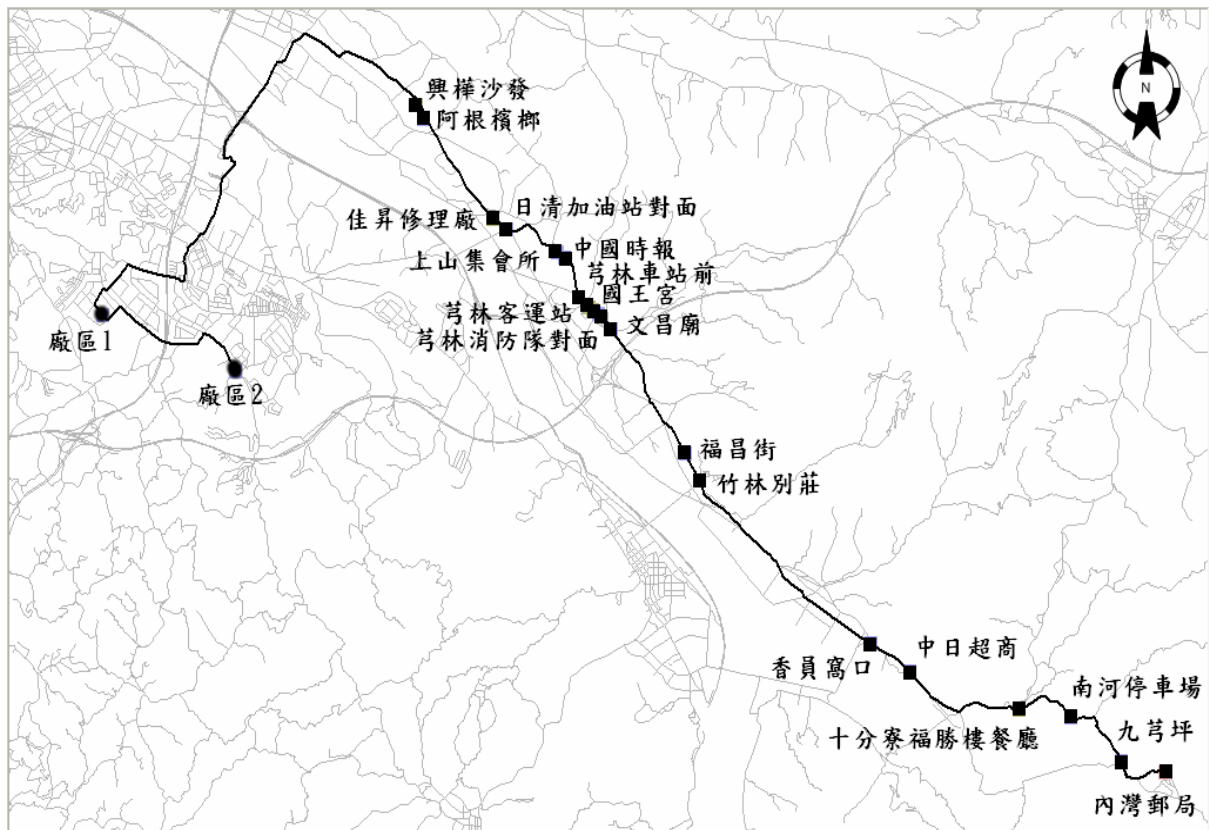 N
興樺沙發
阿根檳榔
日清加油站對面
佳昇修理廠
中國時報
上山集會所
芎林車站前
國王宮
芎林客運站
文昌廟
芎林消防隊對面
廠區1
廠區2
福昌街
竹林別莊
中日超商
香員窩口
南河停車場
十分寮福勝樓餐廳
九芎坪
內灣郵局